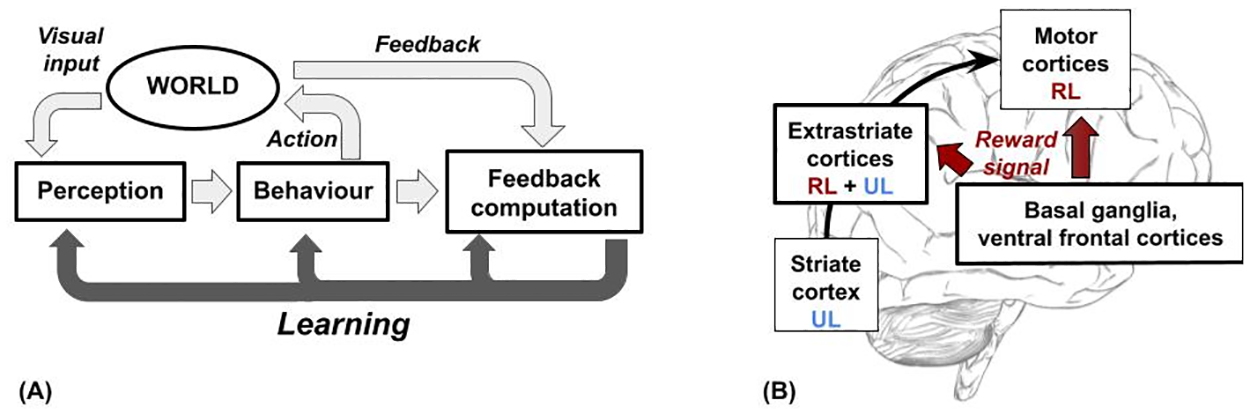 Visual
input
WORLD
Feedback
Action
Perception
Behaviour
Feedback
computation
Learning
(A)
Motor
cortices
RL
Extrastriate
cortices
RL + UL
Reward
signal
Basal ganglia,
ventral frontal cortices
Striate
cortex
UL
(B)